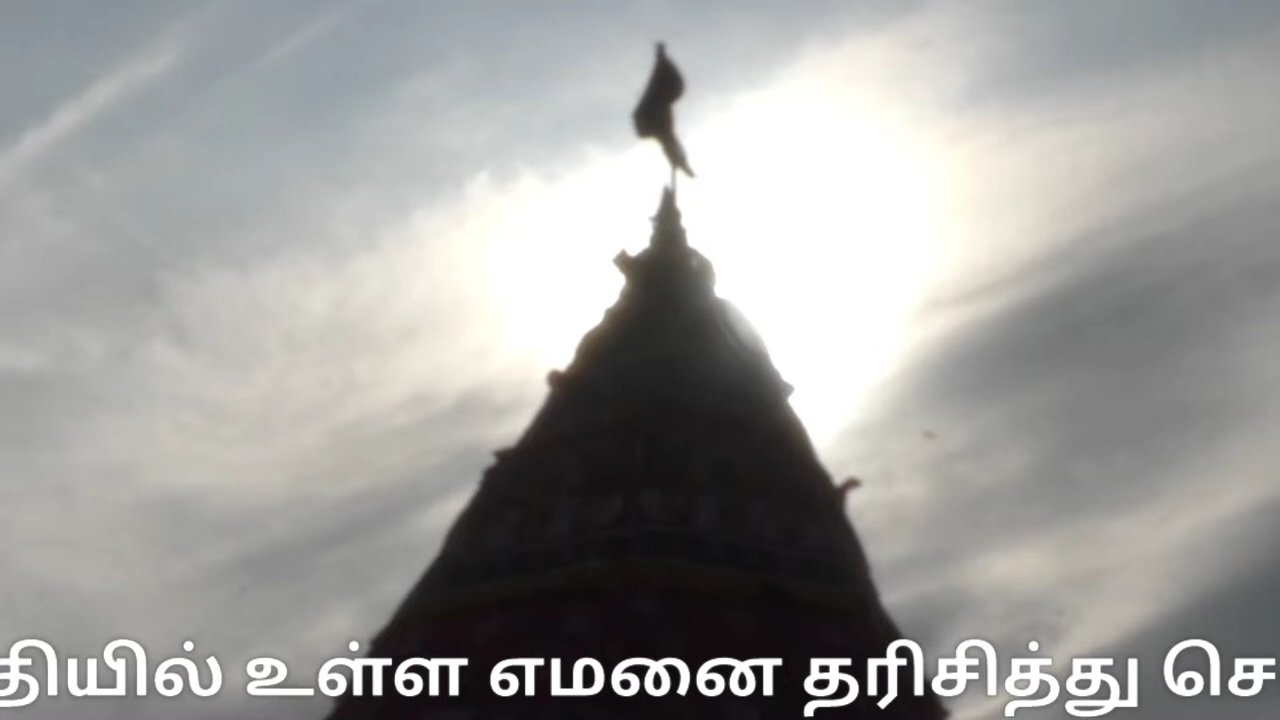 தியில் உள்ள எமனை தரிசித்து செ